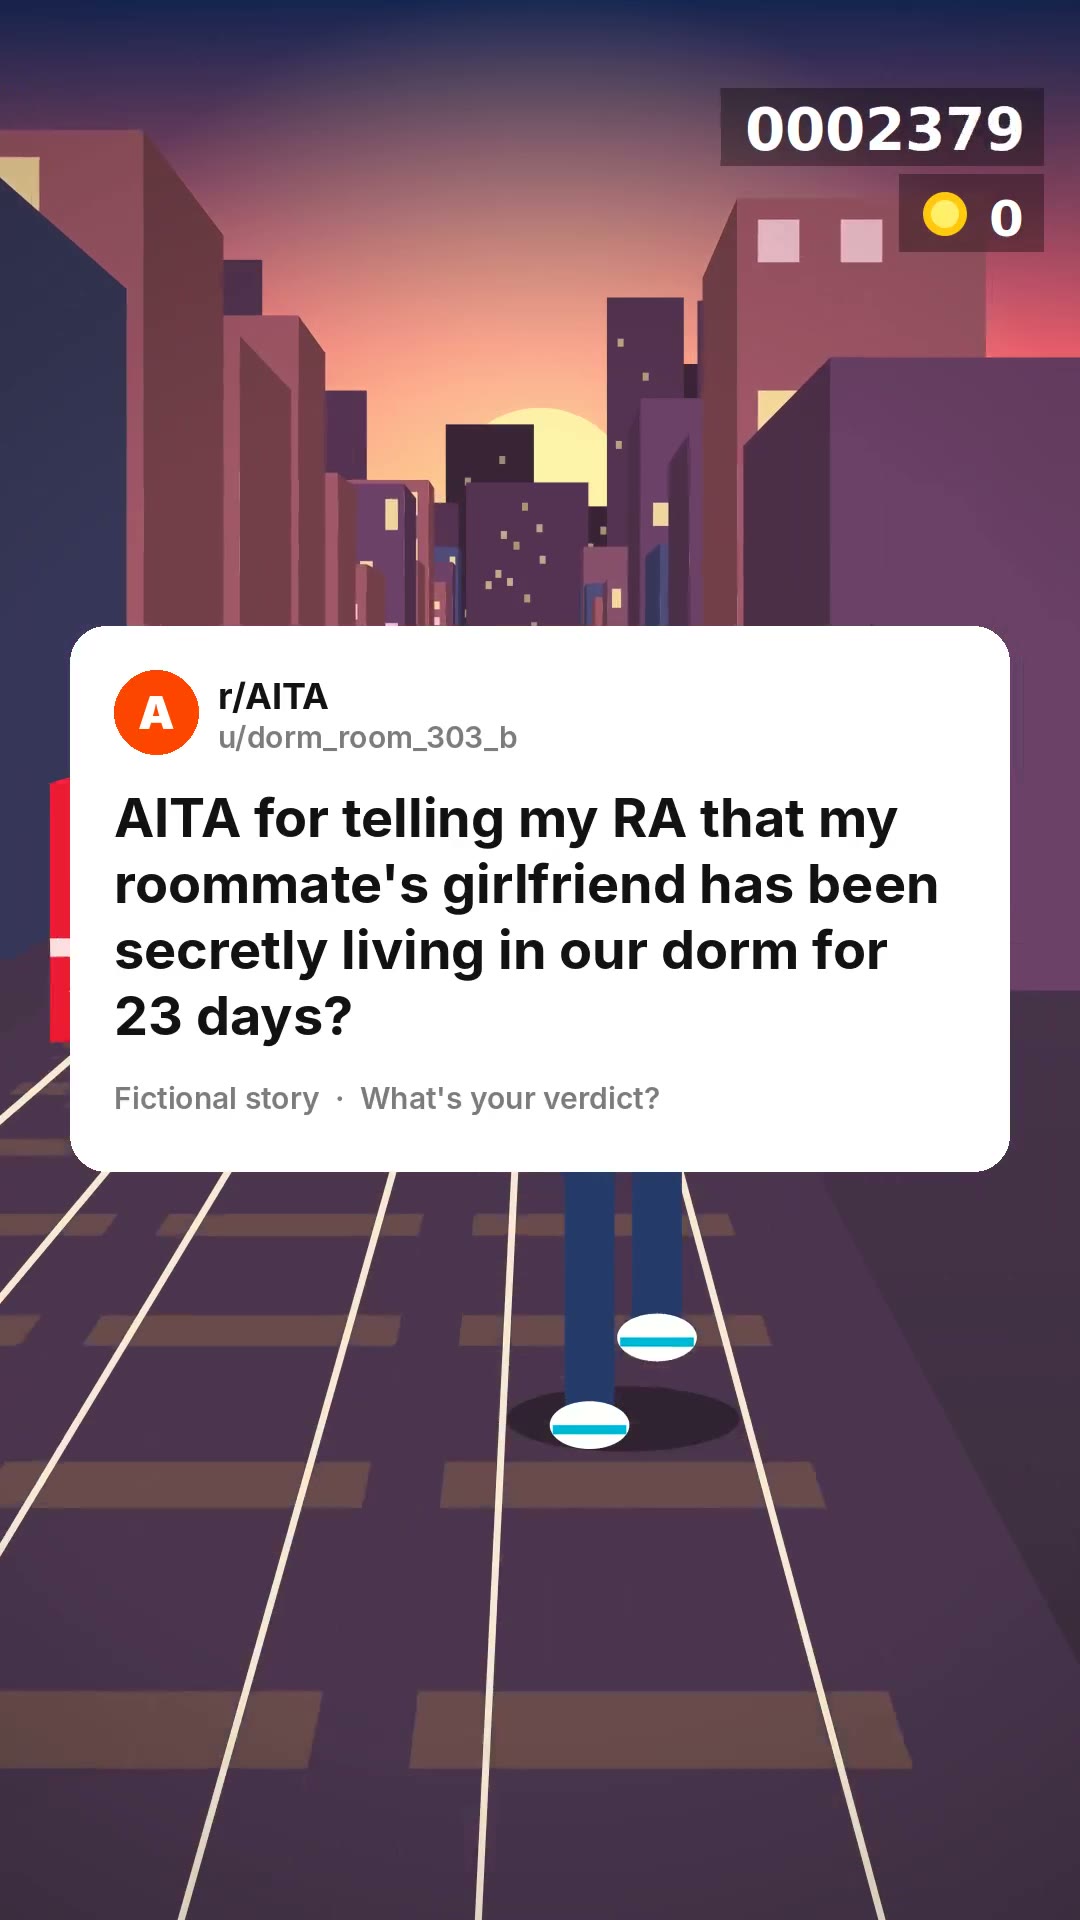 0002379
0
A
r/AITA
u/dorm_room_303_b
AITA for telling my RA that my
roommate's girlfriend has been
secretly living in our dorm for
23 days?
Fictional story · What's your verdict?